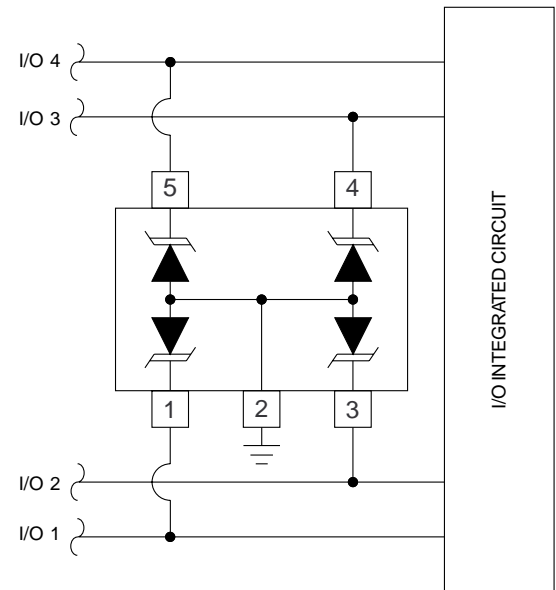 I/O 4
I/O 3
5 4
I/O INTEGRATED CIRCUIT
1 2 3
I/O 2
I/O 1